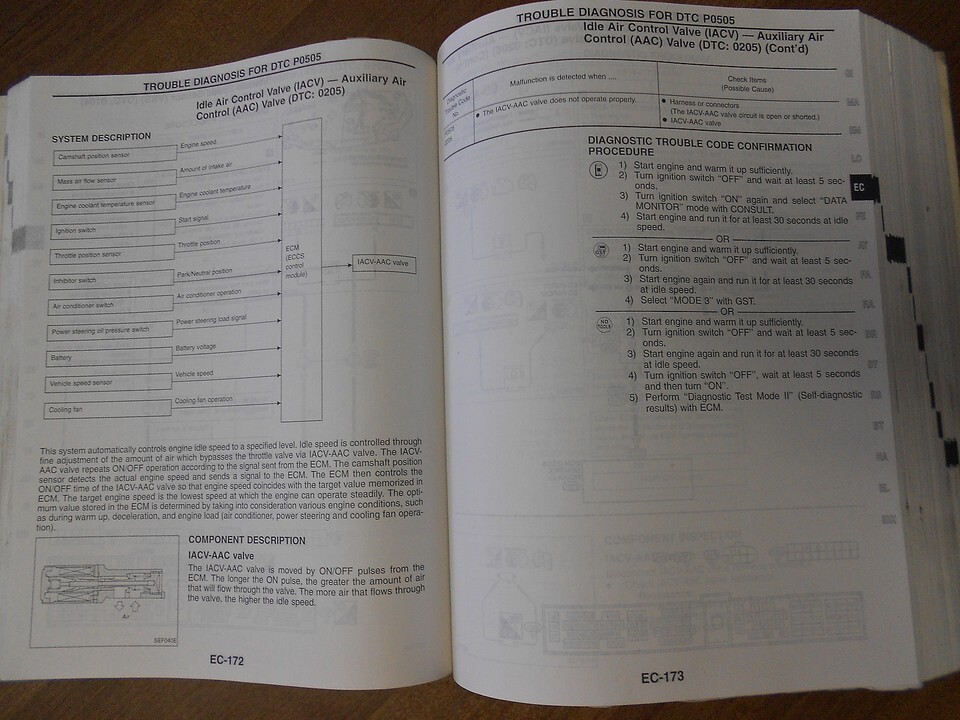 TROUBLE DIAGNOSIS FOR DTC P0505
Idle Air Control Valve (IACV) — Auxiliary Air
Control (AAC) Valve (DTC: 0205)
SYSTEM DESCRIPTION
Camshaft position sensor
Engine speed
Mass air flow sensor
Amount of intake air
Engine coolant temperature sensor
Engine coolant temperature
Ignition switch
Start signal
Throttle position sensor
Throttle position
Inhibitor switch
Park/Neutral position
Air conditioner switch
Air conditioner operation
Power steering oil pressure switch
Power steering load signal
Battery
Battery voltage
Vehicle speed sensor
Vehicle speed
Cooling fan
Cooling fan operation
ECM
(ECCS
control
module)
IACV-AAC valve
This system automatically controls engine idle speed to a specified level. Idle speed is controlled through
fine adjustment of the amount of air which bypasses the throttle valve via IACV-AAC valve. The IACV-
AAC valve repeats ON/OFF operation according to the signal sent from the ECM. The camshaft position
sensor detects the actual engine speed and sends a signal to the ECM. The ECM then controls the
ON/OFF time of the IACV-AAC valve so that engine speed coincides with the target value memorized in
ECM. The target engine speed is the lowest speed at which the engine can operate steadily. The opti-
mum value stored in the ECM is determined by taking into consideration various engine conditions, such
as during warm up, deceleration, and engine load (air conditioner, power steering and cooling fan opera-
tion).
COMPONENT DESCRIPTION
IACV-AAC valve
The IACV-AAC valve is moved by ON/OFF pulses from the
ECM. The longer the ON pulse, the greater the amount of air
that will flow through the valve. The more air that flows through
the valve, the higher the idle speed.
Air
SEF040E
EC-172
TROUBLE DIAGNOSIS FOR DTC P0505
Idle Air Control Valve (IACV) — Auxiliary Air
Control (AAC) Valve (DTC: 0205) (Cont'd)
Diagnostic
Trouble Code
No.
Malfunction is detected when ....
Check Items
(Possible Cause)
● The IACV-AAC valve does not operate properly.
● Harness or connectors
(The IACV-AAC valve circuit is open or shorted.)
● IACV-AAC valve
DIAGNOSTIC TROUBLE CODE CONFIRMATION
PROCEDURE
1) Start engine and warm it up sufficiently.
2) Turn ignition switch "OFF" and wait at least 5 sec-
onds.
3) Turn ignition switch "ON" again and select "DATA
MONITOR" mode with CONSULT.
4) Start engine and run it for at least 30 seconds at idle
speed.
OR
1) Start engine and warm it up sufficiently.
2) Turn ignition switch "OFF" and wait at least 5 sec-
onds.
3) Start engine again and run it for at least 30 seconds
at idle speed.
4) Select "MODE 3" with GST.
OR
NO
TOOLS
1) Start engine and warm it up sufficiently.
2) Turn ignition switch "OFF" and wait at least 5 sec-
onds.
3) Start engine again and run it for at least 30 seconds
at idle speed.
4) Turn ignition switch "OFF", wait at least 5 seconds
and then turn "ON".
5) Perform "Diagnostic Test Mode II" (Self-diagnostic
results) with ECM.
EC
EC-173